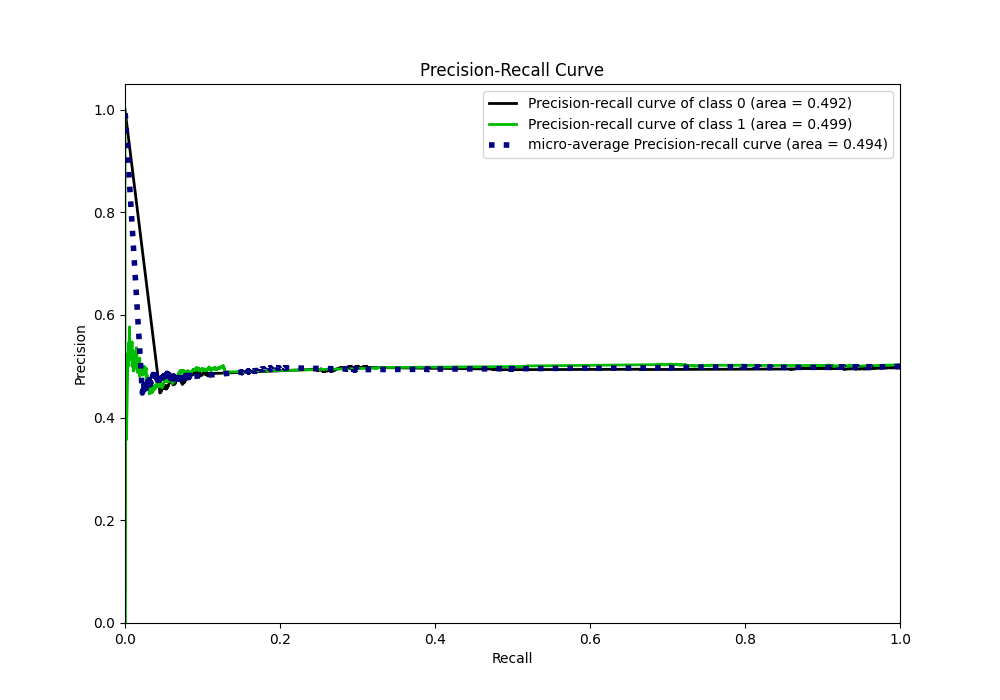 Precision-Recall Curve
Precision-recall curve of class 0 (area = 0.492)
Precision-recall curve of class 1 (area = 0.499)
micro-average Precision-recall curve (area = 0.494)
Precision
1.0
0.8
0.6
0.4
0.2
0.0
0.0 0.2 0.4 0.6 0.8 1.0
Recall